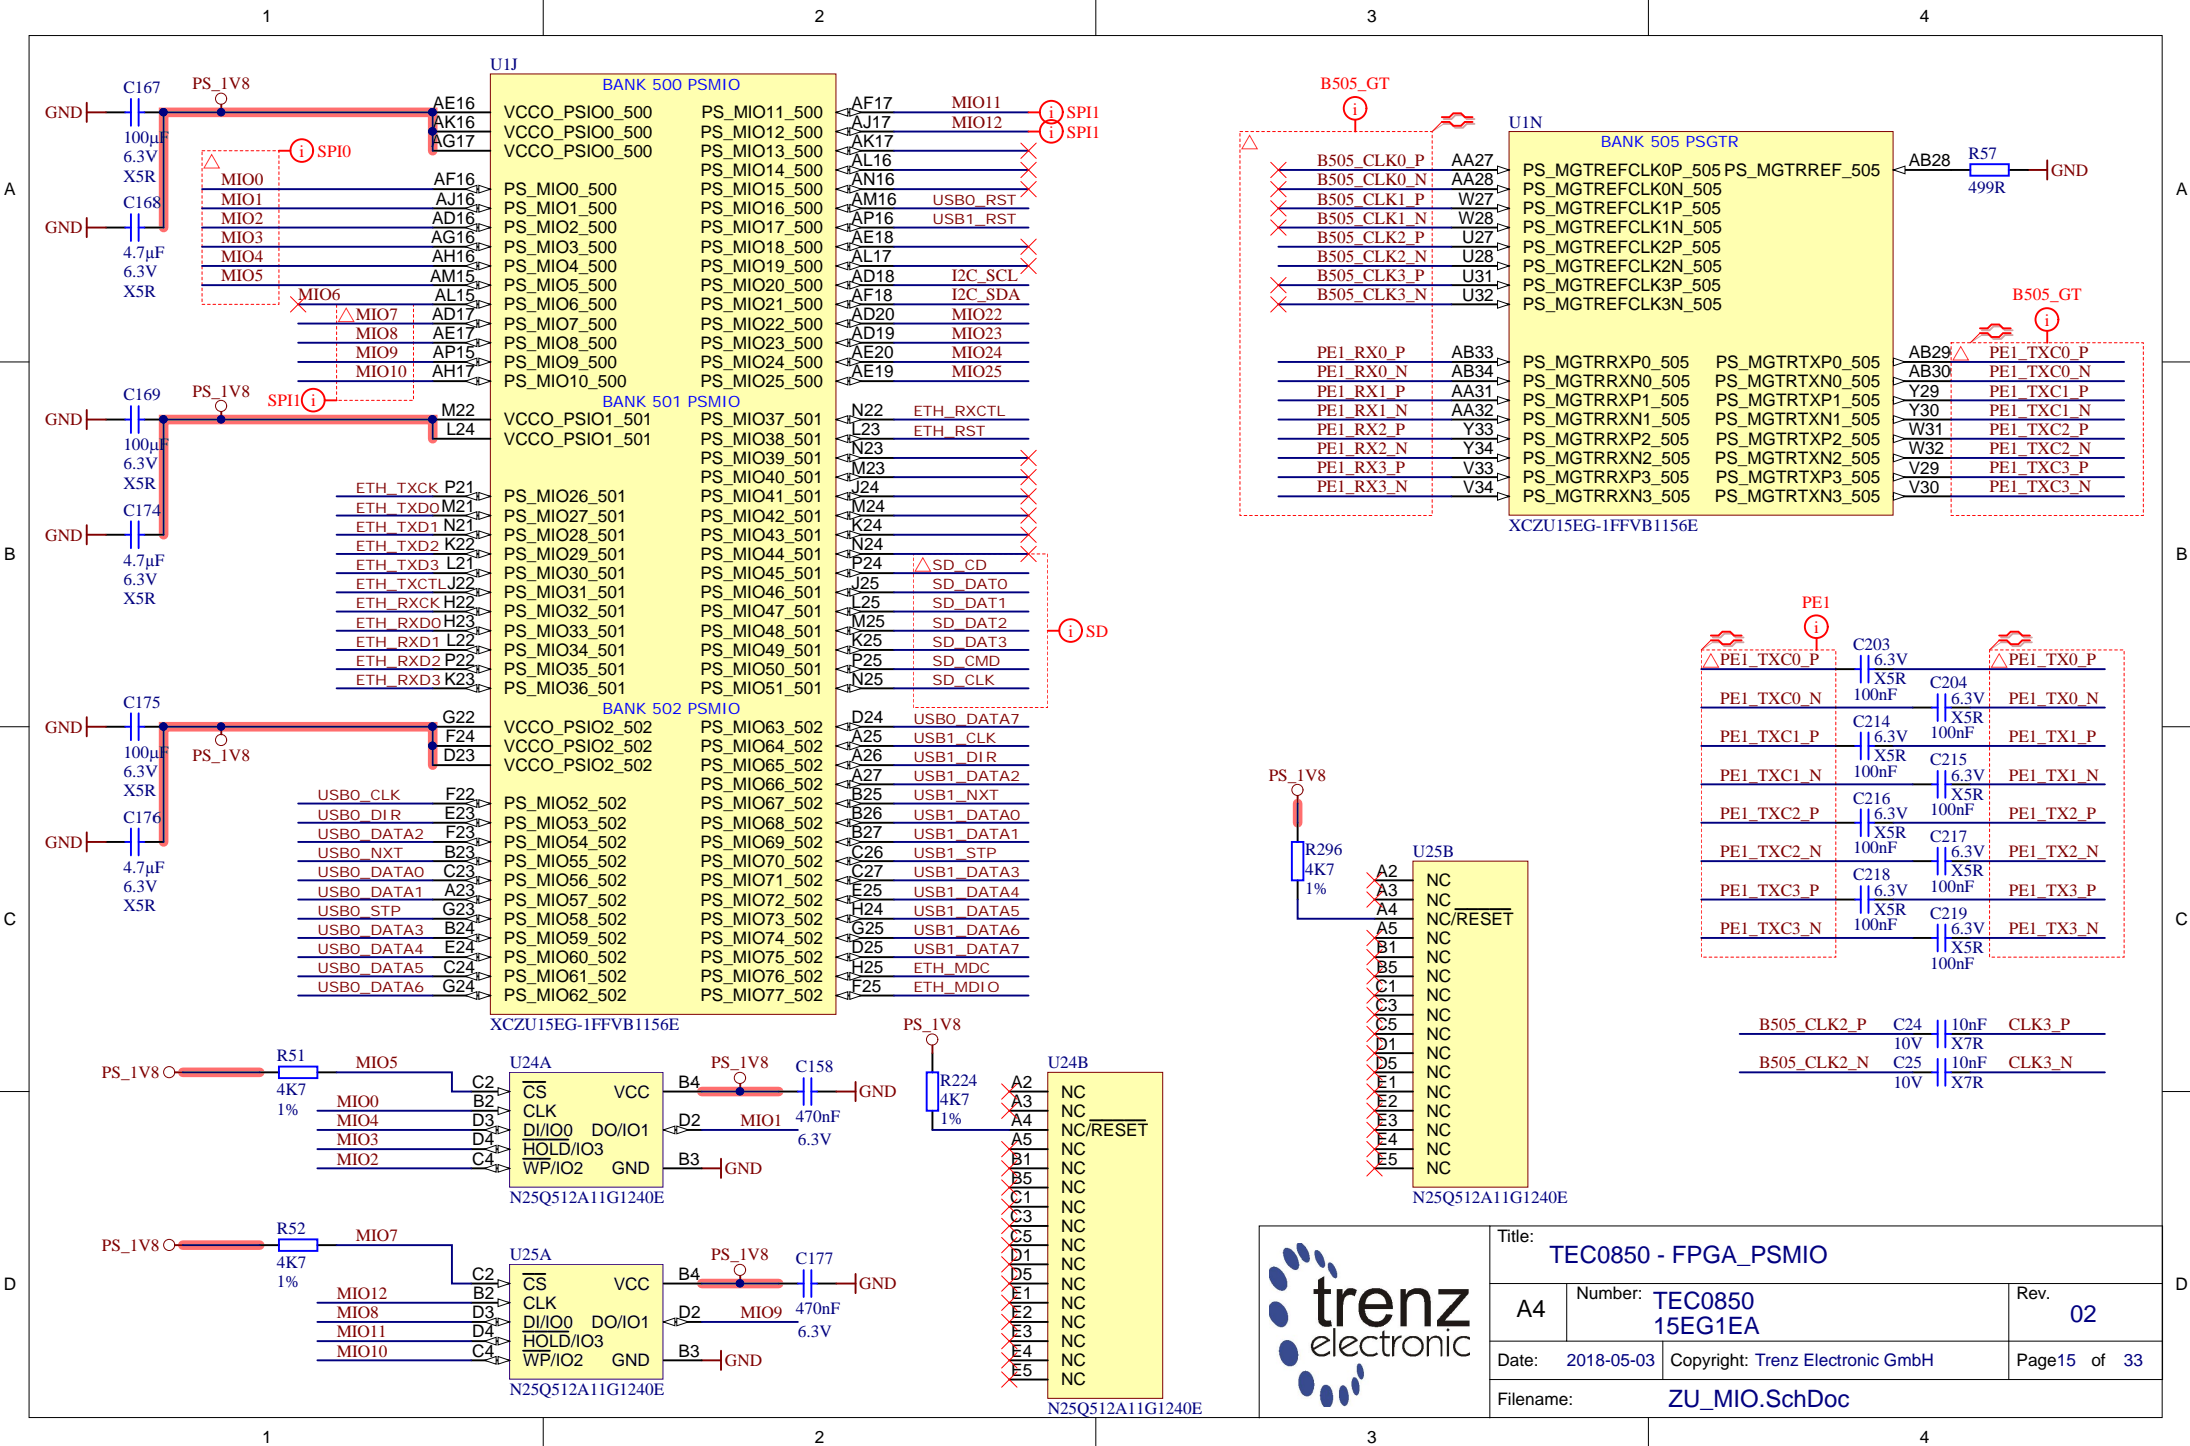 1 2 3 4
A B C D
A B C D
1 2 3 4
U1J
BANK 500 PSMIO
C167
100µF
6.3V
X5R
PS_1V8
GND
C168
4.7µF
6.3V
X5R
GND
AE16 VCCO_PSIO0_500
AK16 VCCO_PSIO0_500
AG17 VCCO_PSIO0_500
SPI0
MIO0 AF16 PS_MIO0_500
MIO1 AJ16 PS_MIO1_500
MIO2 AD16 PS_MIO2_500
MIO3 AG16 PS_MIO3_500
MIO4 AH16 PS_MIO4_500
MIO5 AM15 PS_MIO5_500
MIO6 AL15 PS_MIO6_500
MIO7 AD17 PS_MIO7_500
MIO8 AE17 PS_MIO8_500
MIO9 AP15 PS_MIO9_500
MIO10 AH17 PS_MIO10_500
SPI1
PS_MIO11_500 AF17 MIO11 SPI1
PS_MIO12_500 AJ17 MIO12 SPI1
PS_MIO13_500 AK17
PS_MIO14_500 AL16
PS_MIO15_500 AN16
PS_MIO16_500 AM16 USB0_RST
PS_MIO17_500 AP16 USB1_RST
PS_MIO18_500 AE18
PS_MIO19_500 AL17
PS_MIO20_500 AD18 I2C_SCL
PS_MIO21_500 AF18 I2C_SDA
PS_MIO22_500 AD20 MIO22
PS_MIO23_500 AD19 MIO23
PS_MIO24_500 AE20 MIO24
PS_MIO25_500 AE19 MIO25
BANK 501 PSMIO
C169
100µF
6.3V
X5R
PS_1V8
GND
C174
4.7µF
6.3V
X5R
GND
M22 VCCO_PSIO1_501
L24 VCCO_PSIO1_501
ETH_TXCK P21 PS_MIO26_501
ETH_TXD0 M21 PS_MIO27_501
ETH_TXD1 N21 PS_MIO28_501
ETH_TXD2 K22 PS_MIO29_501
ETH_TXD3 L21 PS_MIO30_501
ETH_TXCTL J22 PS_MIO31_501
ETH_RXCK H22 PS_MIO32_501
ETH_RXD0 H23 PS_MIO33_501
ETH_RXD1 L22 PS_MIO34_501
ETH_RXD2 P22 PS_MIO35_501
ETH_RXD3 K23 PS_MIO36_501
PS_MIO37_501 N22 ETH_RXCTL
PS_MIO38_501 L23 ETH_RST
PS_MIO39_501 N23
PS_MIO40_501 M23
PS_MIO41_501 J24
PS_MIO42_501 M24
PS_MIO43_501 K24
PS_MIO44_501 N24
PS_MIO45_501 P24 SD_CD
PS_MIO46_501 J25 SD_DAT0
PS_MIO47_501 L25 SD_DAT1
PS_MIO48_501 M25 SD_DAT2
PS_MIO49_501 K25 SD_DAT3
PS_MIO50_501 P25 SD_CMD
PS_MIO51_501 N25 SD_CLK
SD
BANK 502 PSMIO
C175
100µF
6.3V
X5R
PS_1V8
GND
C176
4.7µF
6.3V
X5R
GND
G22 VCCO_PSIO2_502
F24 VCCO_PSIO2_502
D23 VCCO_PSIO2_502
USB0_CLK F22 PS_MIO52_502
USB0_DIR E23 PS_MIO53_502
USB0_DATA2 F23 PS_MIO54_502
USB0_NXT B23 PS_MIO55_502
USB0_DATA0 C23 PS_MIO56_502
USB0_DATA1 A23 PS_MIO57_502
USB0_STP G23 PS_MIO58_502
USB0_DATA3 B24 PS_MIO59_502
USB0_DATA4 E24 PS_MIO60_502
USB0_DATA5 C24 PS_MIO61_502
USB0_DATA6 G24 PS_MIO62_502
PS_MIO63_502 D24 USB0_DATA7
PS_MIO64_502 A25 USB1_CLK
PS_MIO65_502 A26 USB1_DIR
PS_MIO66_502 A27 USB1_DATA2
PS_MIO67_502 B25 USB1_NXT
PS_MIO68_502 B26 USB1_DATA0
PS_MIO69_502 B27 USB1_DATA1
PS_MIO70_502 C26 USB1_STP
PS_MIO71_502 C27 USB1_DATA3
PS_MIO72_502 E25 USB1_DATA4
PS_MIO73_502 H24 USB1_DATA5
PS_MIO74_502 G25 USB1_DATA6
PS_MIO75_502 D25 USB1_DATA7
PS_MIO76_502 H25 ETH_MDC
PS_MIO77_502 F25 ETH_MDIO
XCZU15EG-1FFVB1156E
B505_GT
U1N
BANK 505 PSGTR
B505_CLK0_P AA27 PS_MGTREFCLK0P_505
B505_CLK0_N AA28 PS_MGTREFCLK0N_505
B505_CLK1_P W27 PS_MGTREFCLK1P_505
B505_CLK1_N W28 PS_MGTREFCLK1N_505
B505_CLK2_P U27 PS_MGTREFCLK2P_505
B505_CLK2_N U28 PS_MGTREFCLK2N_505
B505_CLK3_P U31 PS_MGTREFCLK3P_505
B505_CLK3_N U32 PS_MGTREFCLK3N_505
PS_MGTRREF_505 AB28 R57 499R GND
PE1_RX0_P AB33 PS_MGTRRXP0_505
PE1_RX0_N AB34 PS_MGTRRXN0_505
PE1_RX1_P AA31 PS_MGTRRXP1_505
PE1_RX1_N AA32 PS_MGTRRXN1_505
PE1_RX2_P Y33 PS_MGTRRXP2_505
PE1_RX2_N Y34 PS_MGTRRXN2_505
PE1_RX3_P V33 PS_MGTRRXP3_505
PE1_RX3_N V34 PS_MGTRRXN3_505
B505_GT
PS_MGTRTXP0_505 AB29 PE1_TXC0_P
PS_MGTRTXN0_505 AB30 PE1_TXC0_N
PS_MGTRTXP1_505 Y29 PE1_TXC1_P
PS_MGTRTXN1_505 Y30 PE1_TXC1_N
PS_MGTRTXP2_505 W31 PE1_TXC2_P
PS_MGTRTXN2_505 W32 PE1_TXC2_N
PS_MGTRTXP3_505 V29 PE1_TXC3_P
PS_MGTRTXN3_505 V30 PE1_TXC3_N
XCZU15EG-1FFVB1156E
PE1
PE1_TXC0_P C203 6.3V X5R 100nF PE1_TX0_P
PE1_TXC0_N C204 6.3V X5R 100nF PE1_TX0_N
PE1_TXC1_P C214 6.3V X5R 100nF PE1_TX1_P
PE1_TXC1_N C215 6.3V X5R 100nF PE1_TX1_N
PE1_TXC2_P C216 6.3V X5R 100nF PE1_TX2_P
PE1_TXC2_N C217 6.3V X5R 100nF PE1_TX2_N
PE1_TXC3_P C218 6.3V X5R 100nF PE1_TX3_P
PE1_TXC3_N C219 6.3V X5R 100nF PE1_TX3_N
B505_CLK2_P C24 10V 10nF X7R CLK3_P
B505_CLK2_N C25 10V 10nF X7R CLK3_N
PS_1V8
R296
4K7
1%
U25B
A2 NC
A3 NC
A4 NC/RESET
A5 NC
B1 NC
B5 NC
C1 NC
C3 NC
C5 NC
D1 NC
D5 NC
E1 NC
E2 NC
E3 NC
E4 NC
E5 NC
N25Q512A11G1240E
PS_1V8 R51 4K7 1% MIO5
U24A
C2 CS
MIO0 B2 CLK
MIO4 D3 DI/IO0
MIO3 D4 HOLD/IO3
MIO2 C4 WP/IO2
VCC B4 PS_1V8 C158 470nF 6.3V GND
DO/IO1 D2 MIO1
GND B3 GND
N25Q512A11G1240E
PS_1V8 R52 4K7 1% MIO7
U25A
C2 CS
MIO12 B2 CLK
MIO8 D3 DI/IO0
MIO11 D4 HOLD/IO3
MIO10 C4 WP/IO2
VCC B4 PS_1V8 C177 470nF 6.3V GND
DO/IO1 D2 MIO9
GND B3 GND
N25Q512A11G1240E
PS_1V8
R224
4K7
1%
U24B
A2 NC
A3 NC
A4 NC/RESET
A5 NC
B1 NC
B5 NC
C1 NC
C3 NC
C5 NC
D1 NC
D5 NC
E1 NC
E2 NC
E3 NC
E4 NC
E5 NC
N25Q512A11G1240E
trenz
electronic
Title:
TEC0850 - FPGA_PSMIO
A4
Number: TEC0850
15EG1EA
Rev.
02
Date: 2018-05-03 Copyright: Trenz Electronic GmbH Page15 of 33
Filename: ZU_MIO.SchDoc